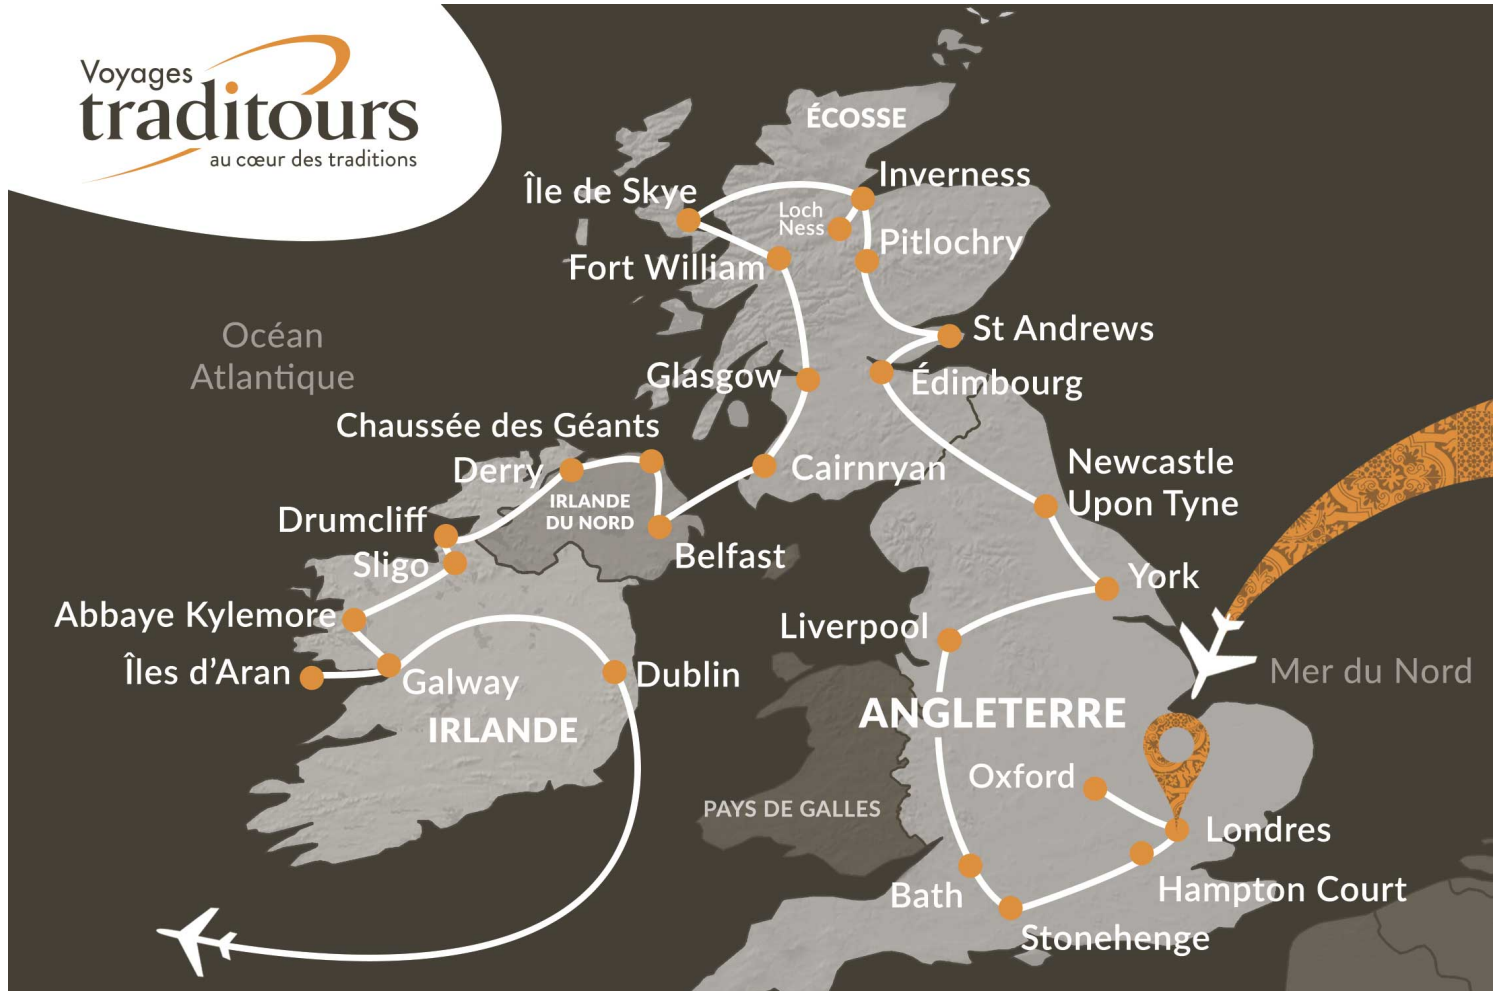 Voyages
traditours
au cœur des traditions
ÉCOSSE
Inverness
Île de Skye
Loch
Ness
Pitlochry
Fort William
St Andrews
Océan
Atlantique
Glasgow
Édimbourg
Chaussée des Géants
Derry
Cairnryan
Newcastle
Upon Tyne
IRLANDE
DU NORD
Drumcliff
Belfast
Sligo
York
Abbaye Kylemore
Liverpool
Îles d'Aran
Galway
Dublin
Mer du Nord
IRLANDE
ANGLETERRE
Oxford
PAYS DE GALLES
Londres
Bath
Hampton Court
Stonehenge